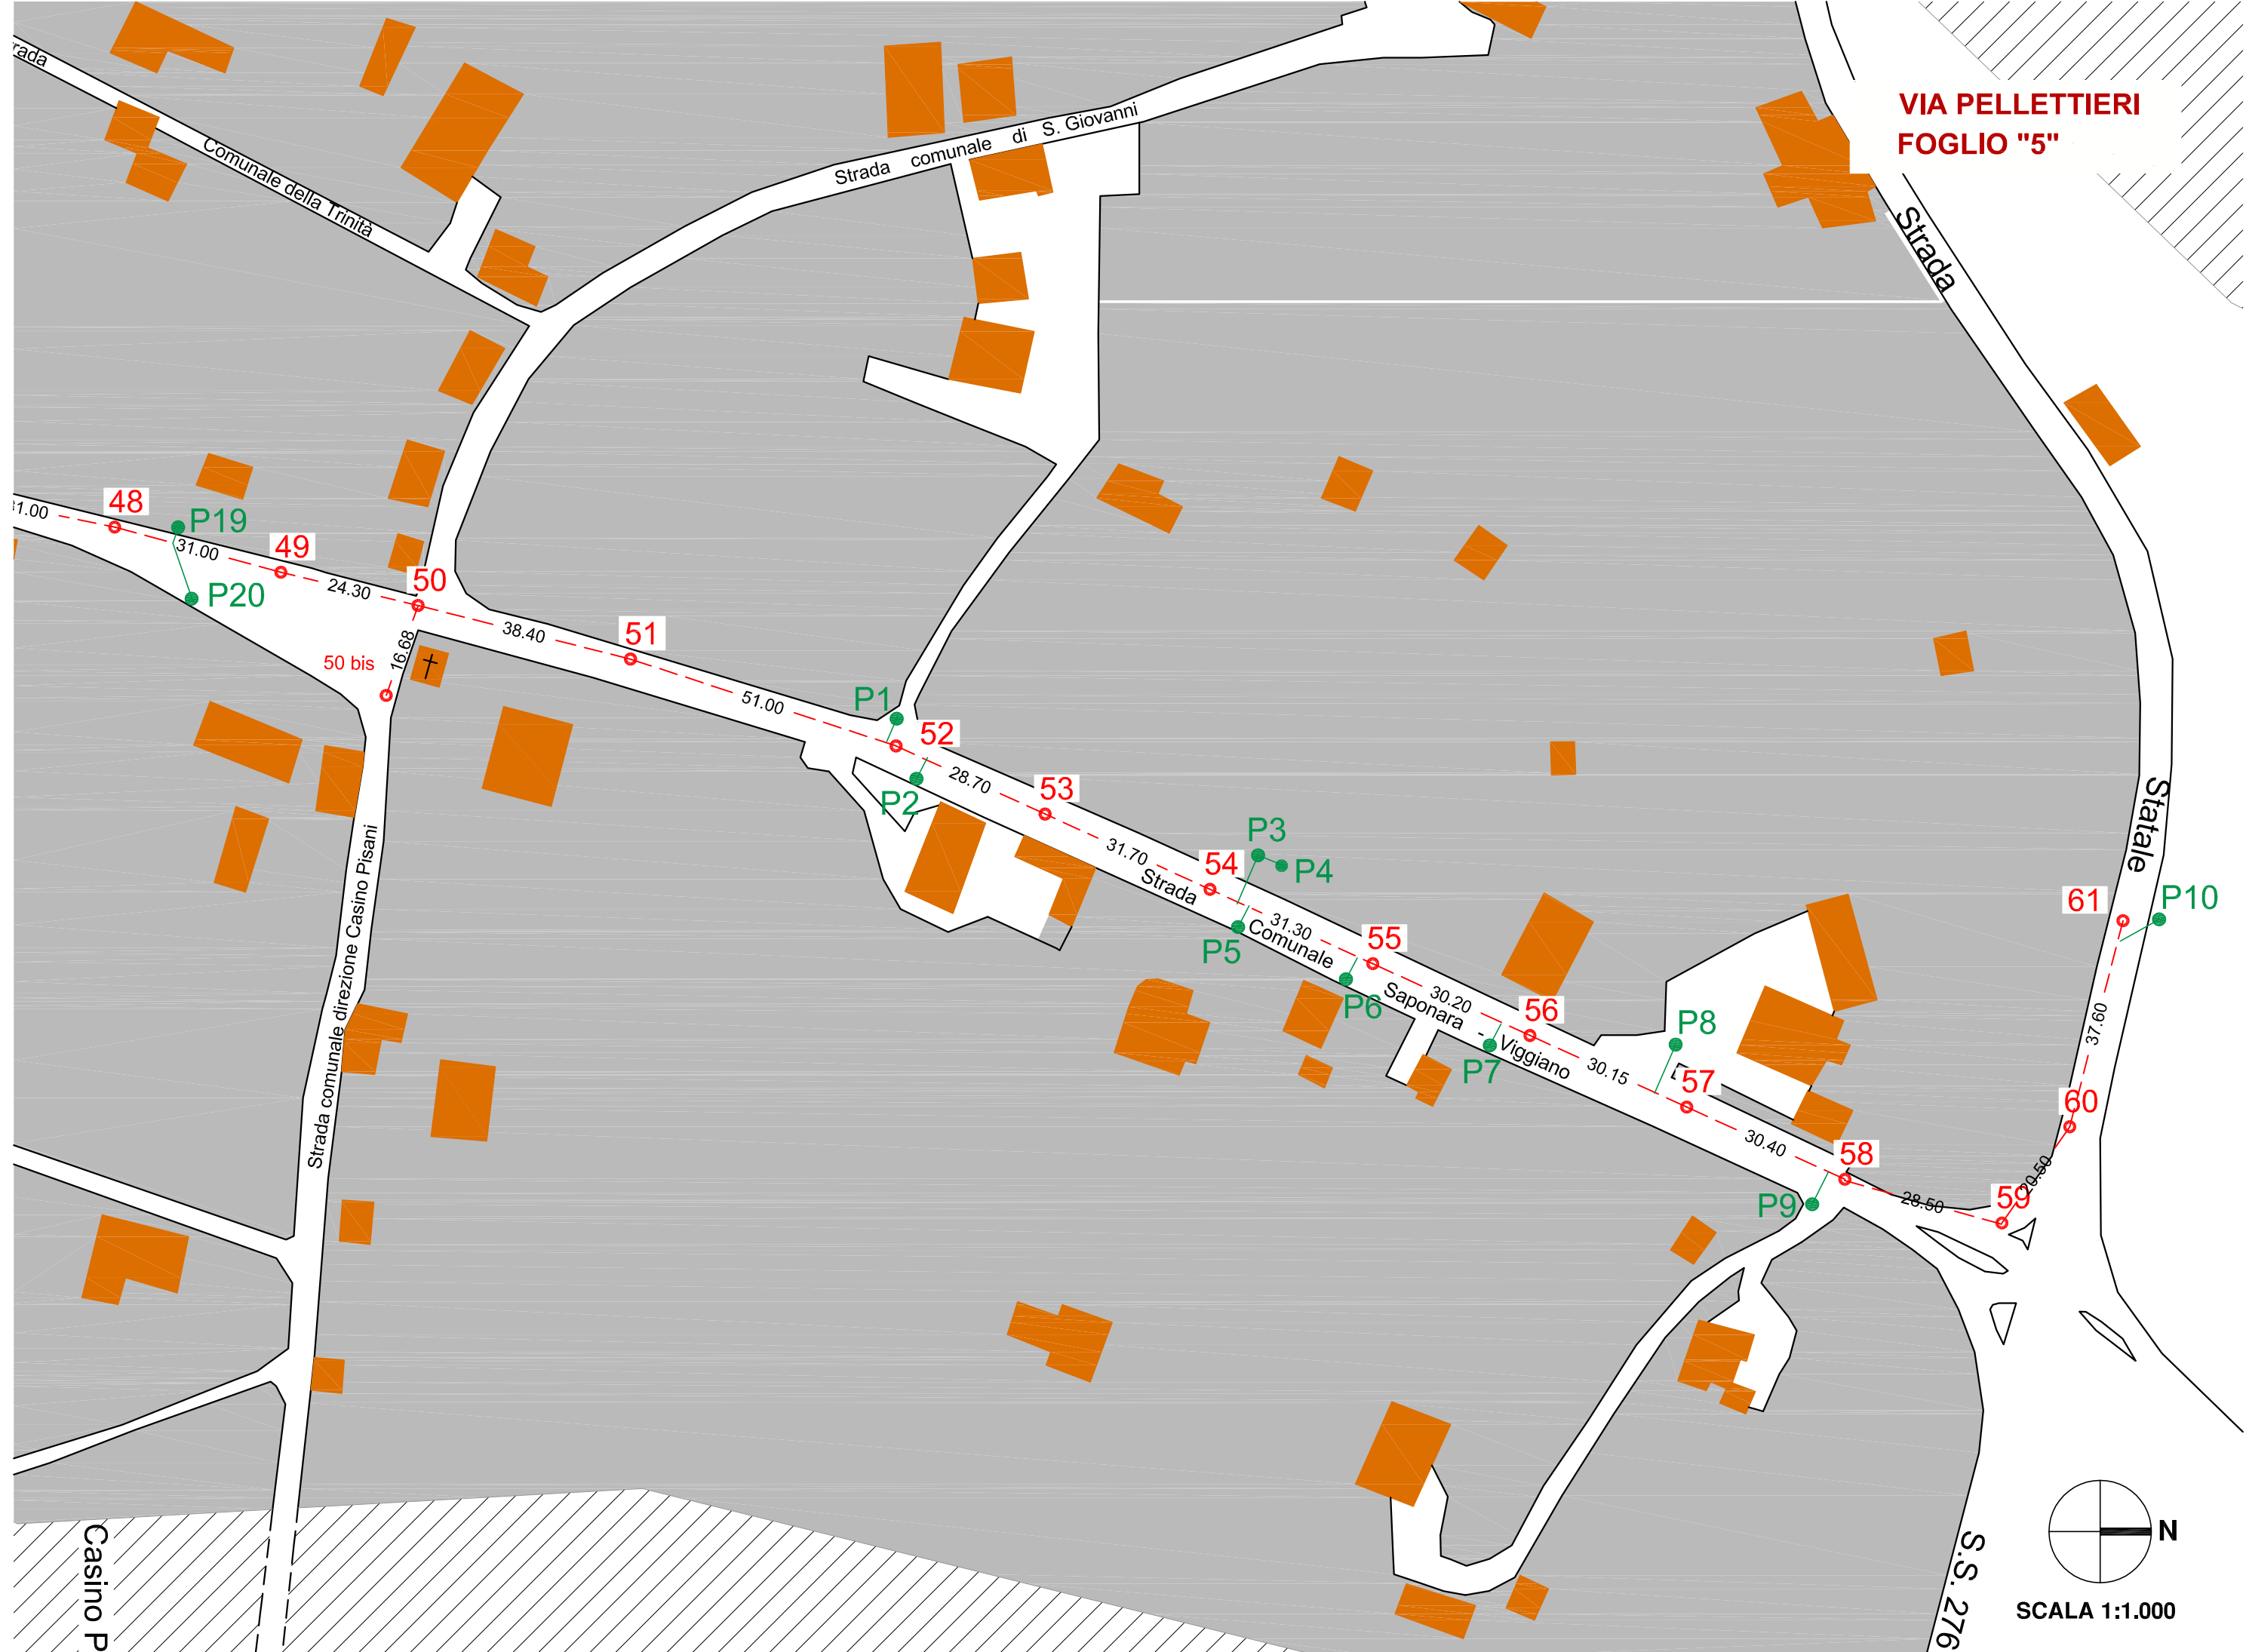 VIA PELLETTIERI
FOGLIO "5"
rada
Comunale della Trinità
Strada comunale di S. Giovanni
Strada
Statale
48
P19
31.00
49
P20
24.30
50
16.68
50 bis
38.40
51
51.00
P1
52
P2
28.70
53
31.70
54
P3
P4
31.30
P5
55
P6
30.20
56
P7
30.15
P8
57
30.40
58
P9
28.50
59
20.50
60
37.60
61
P10
Strada Comunale Saponara - Viggiano
Strada comunale direzione Casino Pisani
Casino P
S.S. 276
N
SCALA 1:1.000